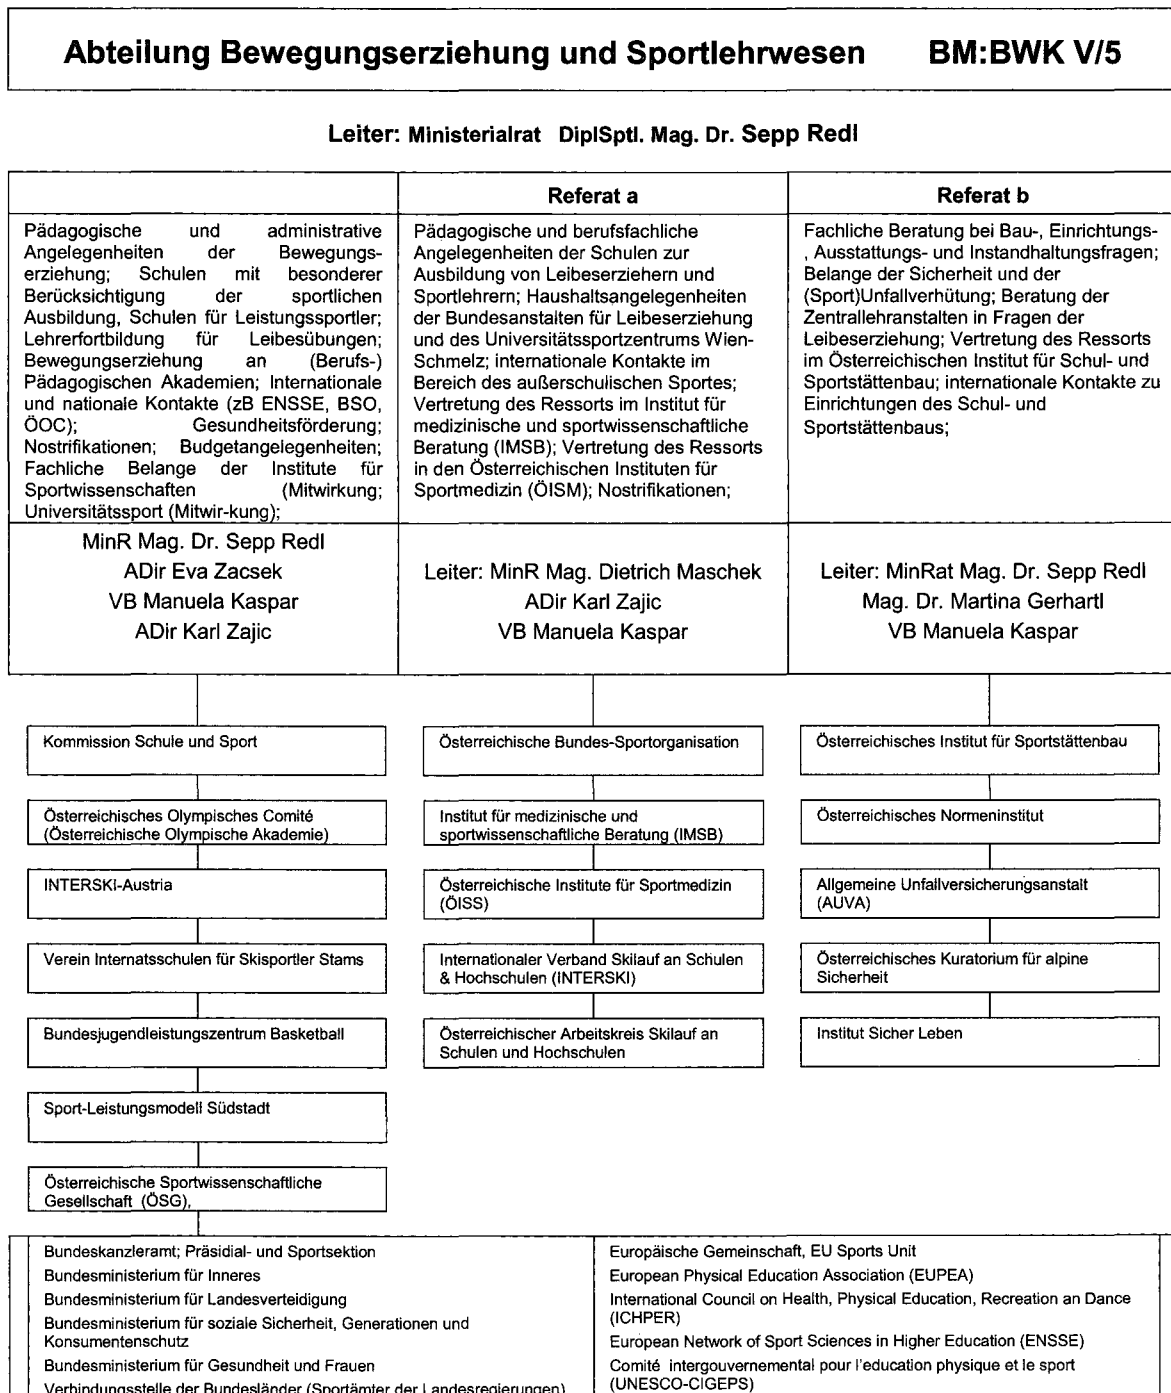 Abteilung Bewegungserziehung und Sportlehrwesen BM:BWK V/5
Leiter: Ministerialrat DiplSptl. Mag. Dr. Sepp Redl
Pädagogische und administrative
Angelegenheiten der Bewegungs-
erziehung; Schulen mit besonderer
Berücksichtigung der sportlichen
Ausbildung, Schulen für Leistungssportler;
Lehrerfortbildung für Leibesübungen;
Bewegungserziehung an (Berufs-)
Pädagogischen Akademien; Internationale
und nationale Kontakte (zB ENSSE, BSO,
ÖOC); Gesundheitsförderung;
Nostrifikationen; Budgetangelegenheiten;
Fachliche Belange der Institute für
Sportwissenschaften (Mitwirkung;
Universitätssport (Mitwir-kung);
MinR Mag. Dr. Sepp Redl
ADir Eva Zacsek
VB Manuela Kaspar
ADir Karl Zajic
Referat a
Pädagogische und berufsfachliche
Angelegenheiten der Schulen zur
Ausbildung von Leibeserziehern und
Sportlehrern; Haushaltsangelegenheiten
der Bundesanstalten für Leibeserziehung
und des Universitätssportzentrums Wien-
Schmelz; internationale Kontakte im
Bereich des außerschulischen Sportes;
Vertretung des Ressorts im Institut für
medizinische und sportwissenschaftliche
Beratung (IMSB); Vertretung des Ressorts
in den Österreichischen Instituten für
Sportmedizin (ÖISM); Nostrifikationen;
Leiter: MinR Mag. Dietrich Maschek
ADir Karl Zajic
VB Manuela Kaspar
Referat b
Fachliche Beratung bei Bau-, Einrichtungs-
, Ausstattungs- und Instandhaltungsfragen;
Belange der Sicherheit und der
(Sport)Unfallverhütung; Beratung der
Zentrallehranstalten in Fragen der
Leibeserziehung; Vertretung des Ressorts
im Österreichischen Institut für Schul- und
Sportstättenbau; internationale Kontakte zu
Einrichtungen des Schul- und
Sportstättenbaus;
Leiter: MinRat Mag. Dr. Sepp Redl
Mag. Dr. Martina Gerhartl
VB Manuela Kaspar
Kommission Schule und Sport
Österreichisches Olympisches Comité
(Österreichische Olympische Akademie)
INTERSKI-Austria
Verein Internatsschulen für Skisportler Stams
Bundesjugendleistungszentrum Basketball
Sport-Leistungsmodell Südstadt
Österreichische Sportwissenschaftliche
Gesellschaft (ÖSG),
Österreichische Bundes-Sportorganisation
Institut für medizinische und
sportwissenschaftliche Beratung (IMSB)
Österreichische Institute für Sportmedizin
(ÖISS)
Internationaler Verband Skilauf an Schulen
& Hochschulen (INTERSKI)
Österreichischer Arbeitskreis Skilauf an
Schulen und Hochschulen
Österreichisches Institut für Sportstättenbau
Österreichisches Normeninstitut
Allgemeine Unfallversicherungsanstalt
(AUVA)
Österreichisches Kuratorium für alpine
Sicherheit
Institut Sicher Leben
Bundeskanzleramt; Präsidial- und Sportsektion
Bundesministerium für Inneres
Bundesministerium für Landesverteidigung
Bundesministerium für soziale Sicherheit, Generationen und
Konsumentenschutz
Bundesministerium für Gesundheit und Frauen
Verbindungsstelle der Bundesländer (Sportämter der Landesregierungen)
Europäische Gemeinschaft, EU Sports Unit
European Physical Education Association (EUPEA)
International Council on Health, Physical Education, Recreation an Dance
(ICHPER)
European Network of Sport Sciences in Higher Education (ENSSE)
Comité intergouvernemental pour l'education physique et le sport
(UNESCO-CIGEPS)